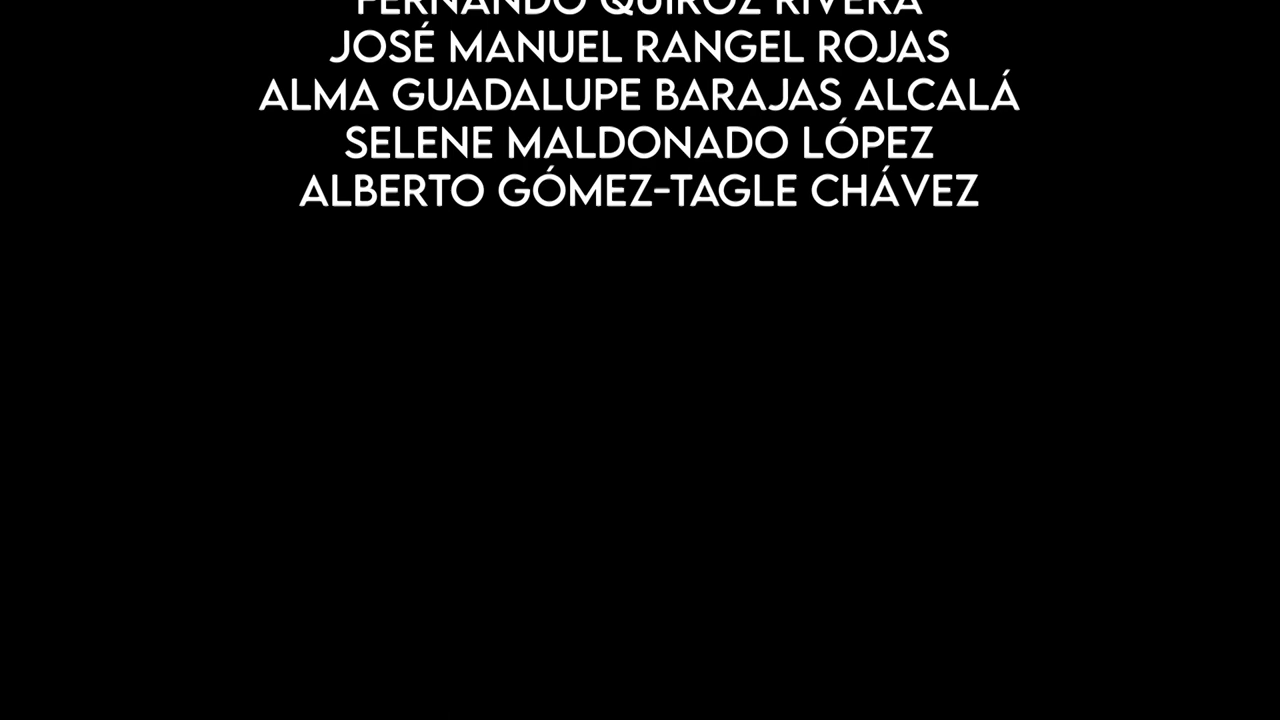 FERNANDO QUIROZ RIVERA
JOSÉ MANUEL RANGEL ROJAS
ALMA GUADALUPE BARAJAS ALCALÁ
SELENE MALDONADO LÓPEZ
ALBERTO GÓMEZ-TAGLE CHÁVEZ